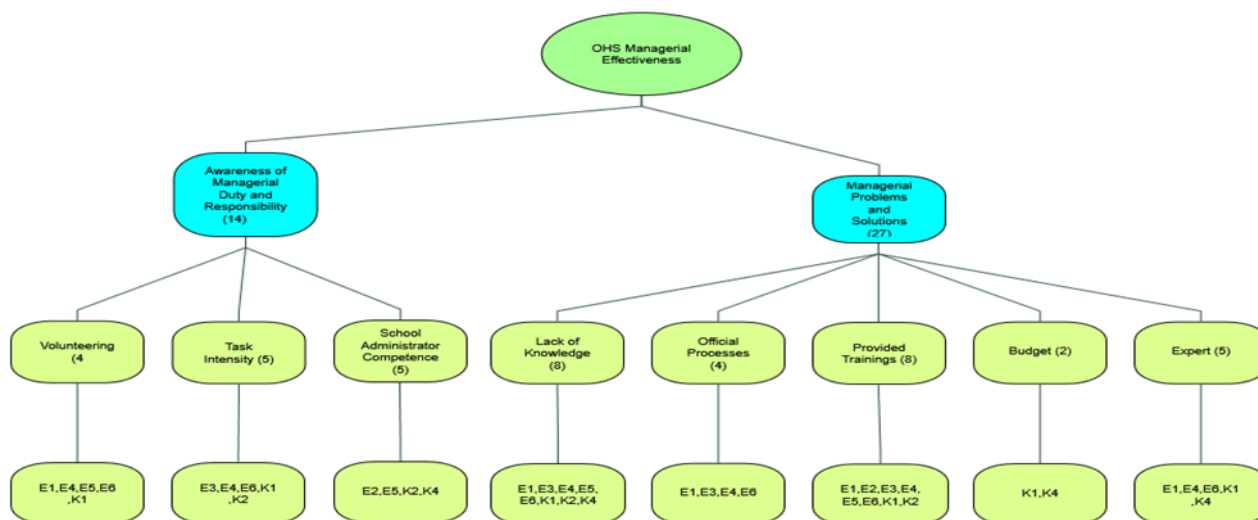 OHS Managerial
Effectiveness
Awareness of
Managerial
Duty and
Responsibility
(14)
Managerial
Problems
and
Solutions
(27)
Volunteering
(4
Task
Intensity (5)
School
Administrator
Competence
(5)
Lack of
Knowledge
(8)
Official
Processes
(4)
Provided
Trainings (8)
Budget (2)
Expert (5)
E1,E4,E5,E6
,K1
E3,E4,E6,K1
,K2
E2,E5,K2,K4
E1,E3,E4,E5,
E6,K1,K2,K4
E1,E3,E4,E6
E1,E2,E3,E4,
E5,E6,K1,K2
K1,K4
E1,E4,E6,K1
,K4